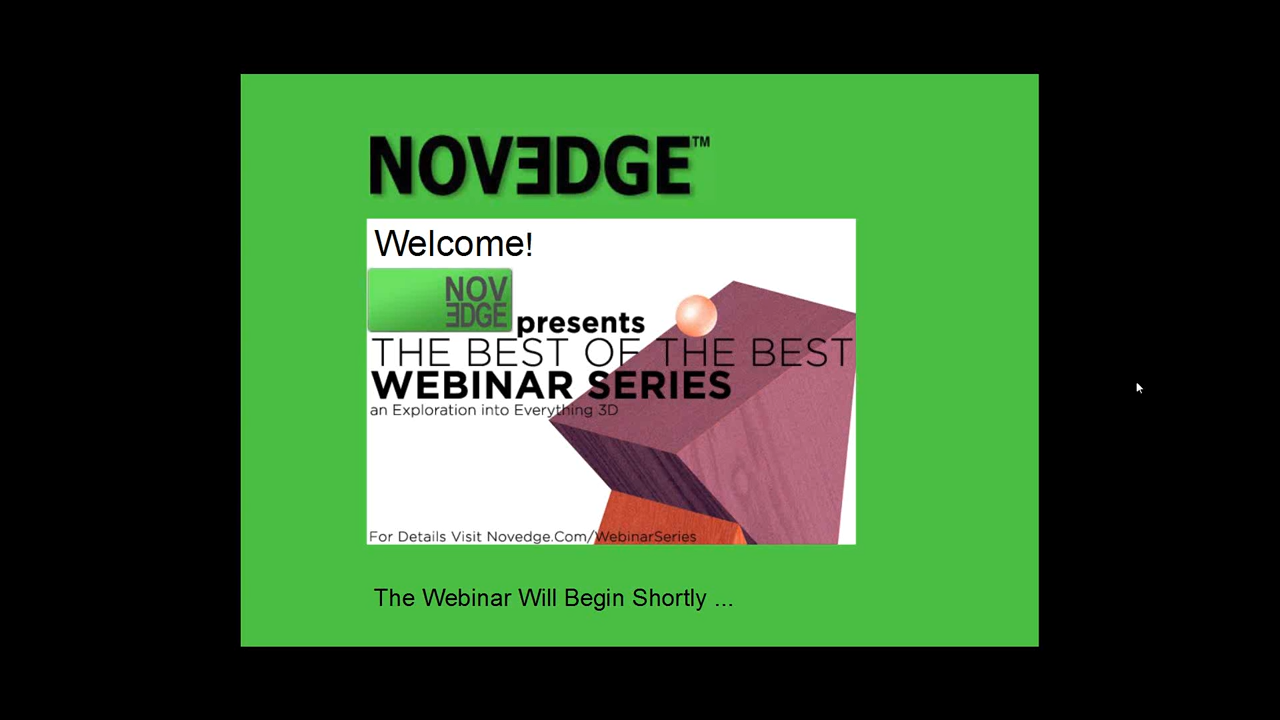 NOVEDGE™
Welcome!
NOV
EDGE
presents
THE BEST OF THE BEST
WEBINAR SERIES
an Exploration into Everything 3D
For Details Visit Novedge.Com/WebinarSeries
The Webinar Will Begin Shortly ...